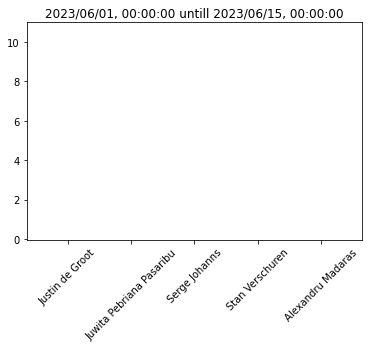 2023/06/01, 00:00:00 untill 2023/06/15, 00:00:00
10
8
6
4
2
0
Justin de Groot
Juwita Pebriana Pasaribu
Serge Johanns
Stan Verschuren
Alexandru Madaras